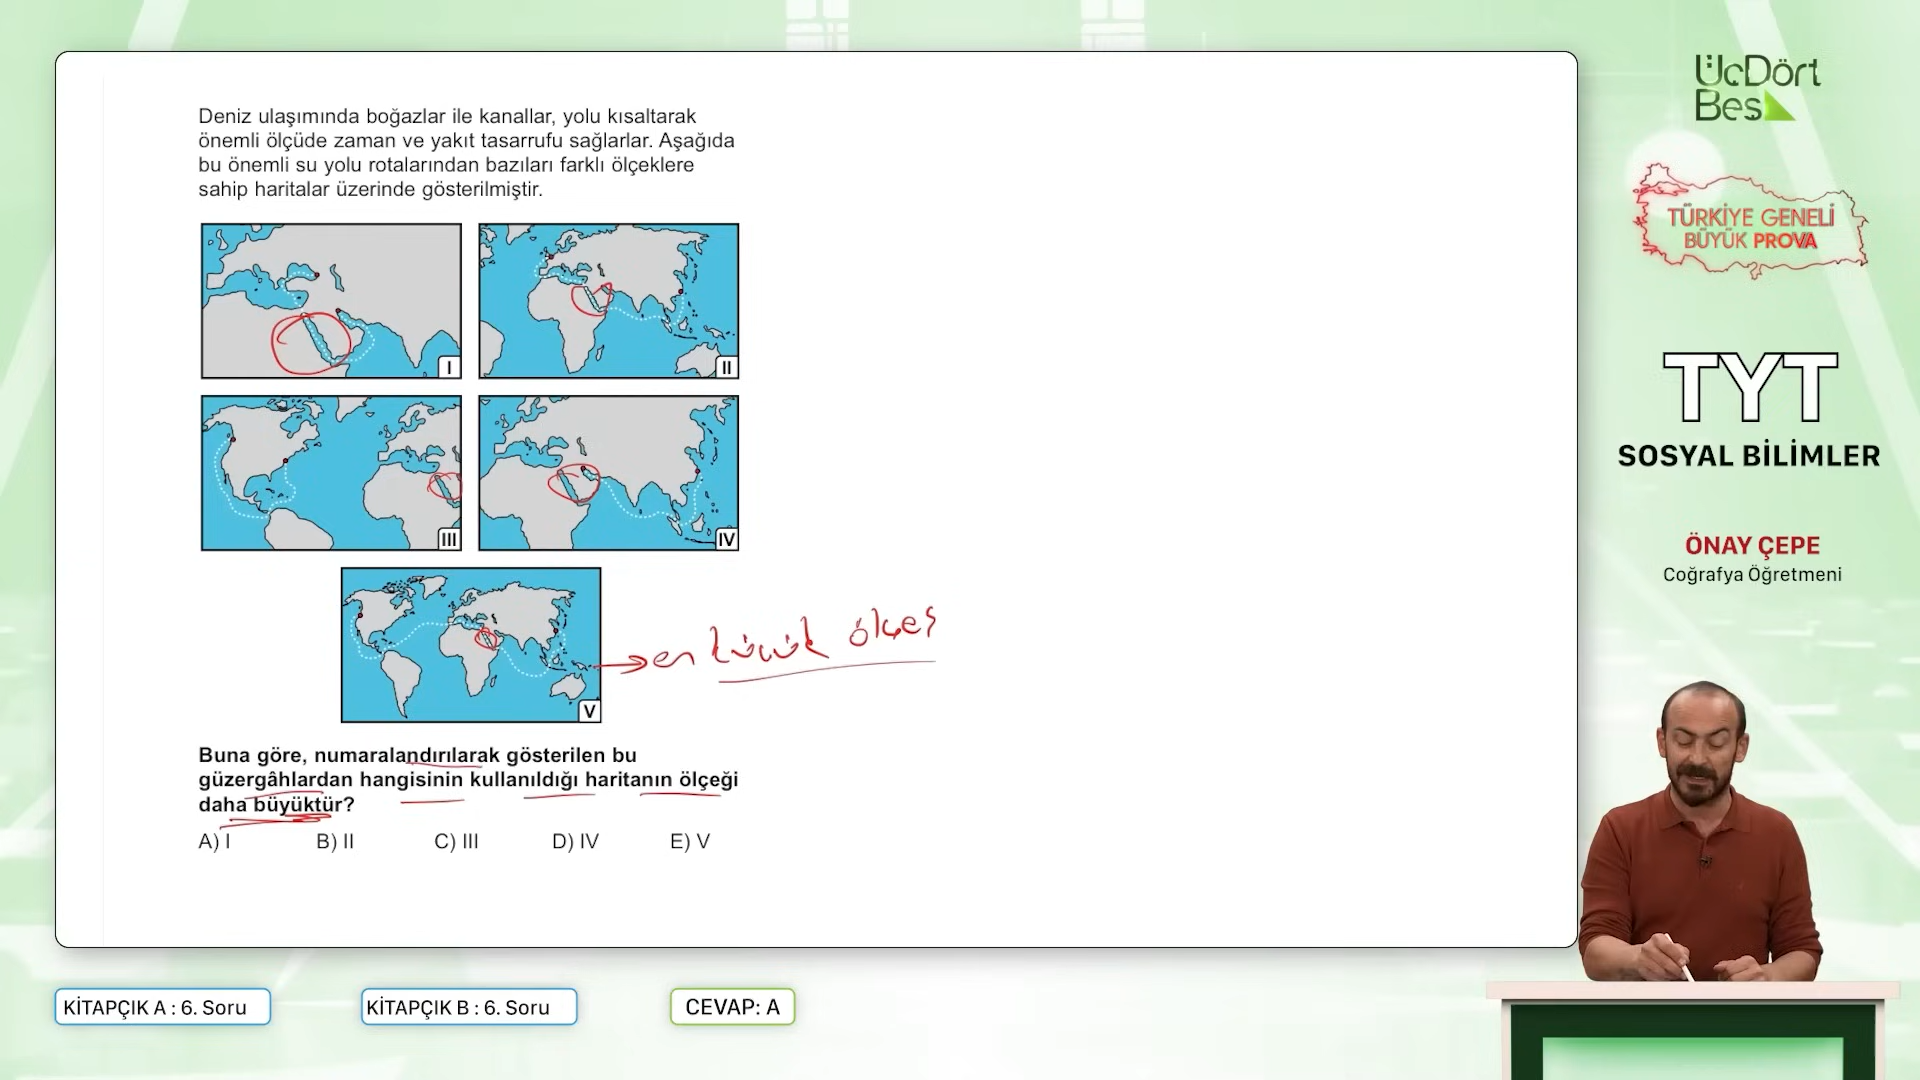 Deniz ulaşımında boğazlar ile kanallar, yolu kısaltarak
önemli ölçüde zaman ve yakıt tasarrufu sağlarlar. Aşağıda
bu önemli su yolu rotalarından bazıları farklı ölçeklere
sahip haritalar üzerinde gösterilmiştir.
I
II
III
IV
V
en küçük ölçek
Buna göre, numaralandırılarak gösterilen bu
güzergâhlardan hangisinin kullanıldığı haritanın ölçeği
daha büyüktür?
A) I B) II C) III D) IV E) V
KİTAPÇIK A : 6. Soru
KİTAPÇIK B : 6. Soru
CEVAP: A
ÜçDört
Beş
TÜRKİYE GENELİ
BÜYÜK PROVA
TYT
SOSYAL BİLİMLER
ÖNAY ÇEPE
Coğrafya Öğretmeni